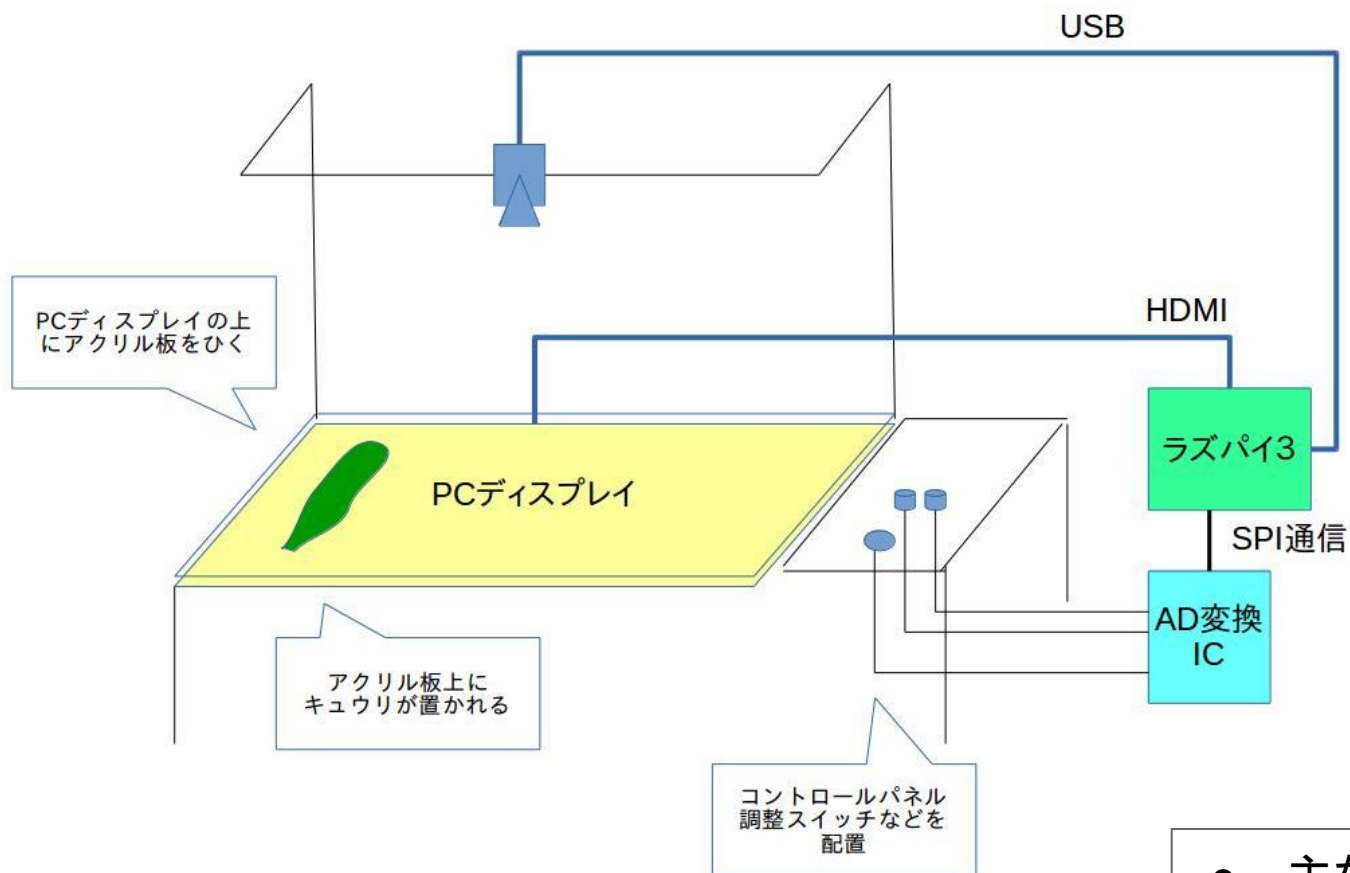 USB
PCディスプレイの上
にアクリル板をひく
HDMI
ラズパイ3
PCディスプレイ
SPI通信
AD変換
IC
アクリル板上に
キュウリが置かれる
コントロールパネル
調整スイッチなどを
配置